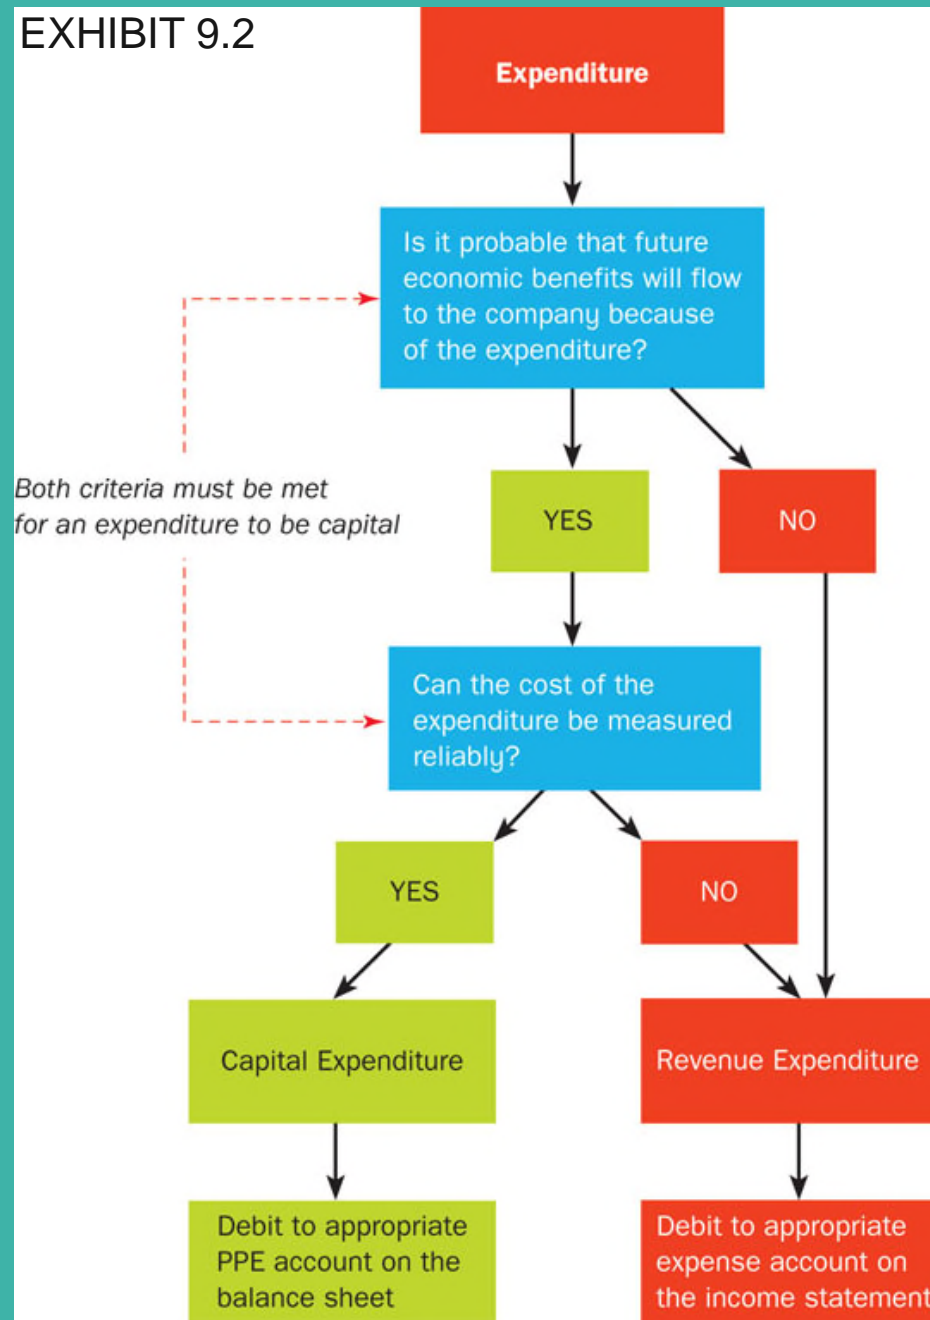 EXHIBIT 9.2
Expenditure
Is it probable that future
economic benefits will flow
to the company because
of the expenditure?
Both criteria must be met
for an expenditure to be capital
YES
NO
Can the cost of the
expenditure be measured
reliably?
YES
NO
Capital Expenditure
Revenue Expenditure
Debit to appropriate
PPE account on the
balance sheet
Debit to appropriate
expense account on
the income statement